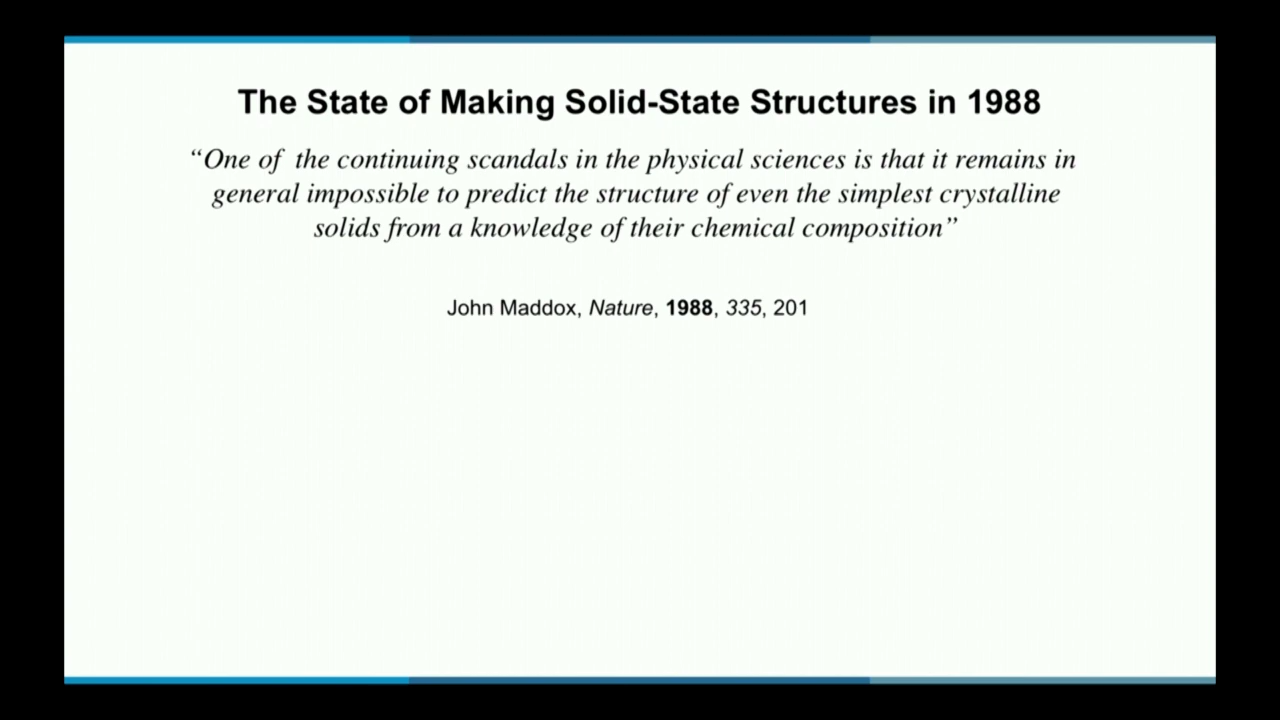 The State of Making Solid-State Structures in 1988
“One of the continuing scandals in the physical sciences is that it remains in
general impossible to predict the structure of even the simplest crystalline
solids from a knowledge of their chemical composition”
John Maddox, Nature, 1988, 335, 201